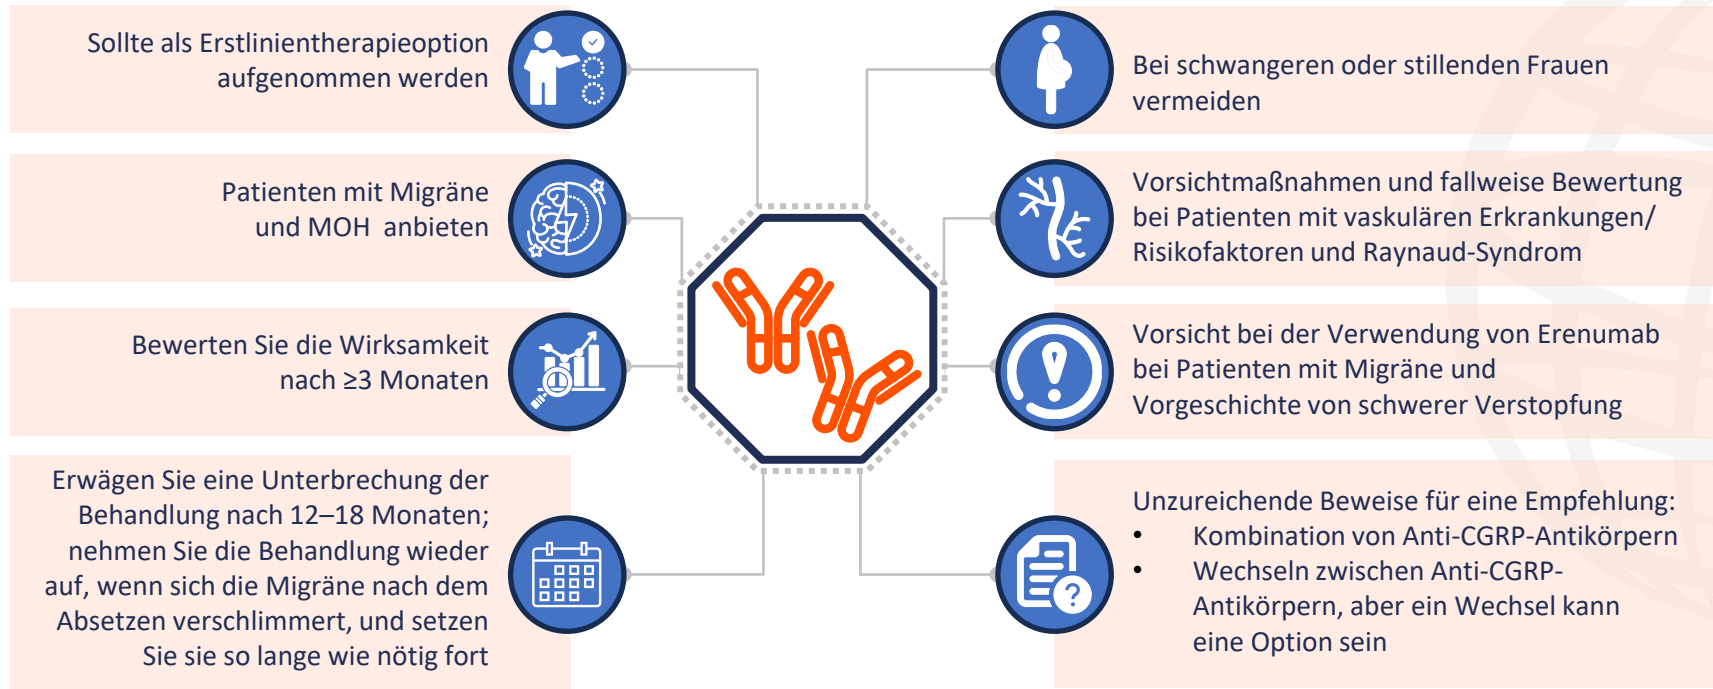 Sollte als Erstlinientherapieoption
aufgenommen werden
Patienten mit Migräne
und MOH anbieten
Bewerten Sie die Wirksamkeit
nach ≥3 Monaten
Erwägen Sie eine Unterbrechung der
Behandlung nach 12–18 Monaten;
nehmen Sie die Behandlung wieder
auf, wenn sich die Migräne nach dem
Absetzen verschlimmert, und setzen
Sie sie so lange wie nötig fort
Bei schwangeren oder stillenden Frauen
vermeiden
Vorsichtmaßnahmen und fallweise Bewertung
bei Patienten mit vaskulären Erkrankungen/
Risikofaktoren und Raynaud-Syndrom
Vorsicht bei der Verwendung von Erenumab
bei Patienten mit Migräne und
Vorgeschichte von schwerer Verstopfung
Unzureichende Beweise für eine Empfehlung:
• Kombination von Anti-CGRP-Antikörpern
• Wechseln zwischen Anti-CGRP-
Antikörpern, aber ein Wechsel kann
eine Option sein